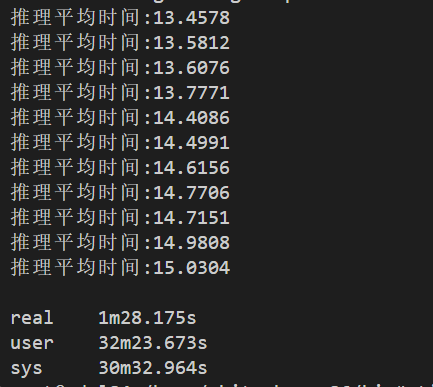 推理平均时间:13.4578
推理平均时间:13.5812
推理平均时间:13.6076
推理平均时间:13.7771
推理平均时间:14.4086
推理平均时间:14.4991
推理平均时间:14.6156
推理平均时间:14.7706
推理平均时间:14.7151
推理平均时间:14.9808
推理平均时间:15.0304
real 1m28.175s
user 32m23.673s
sys 30m32.964s